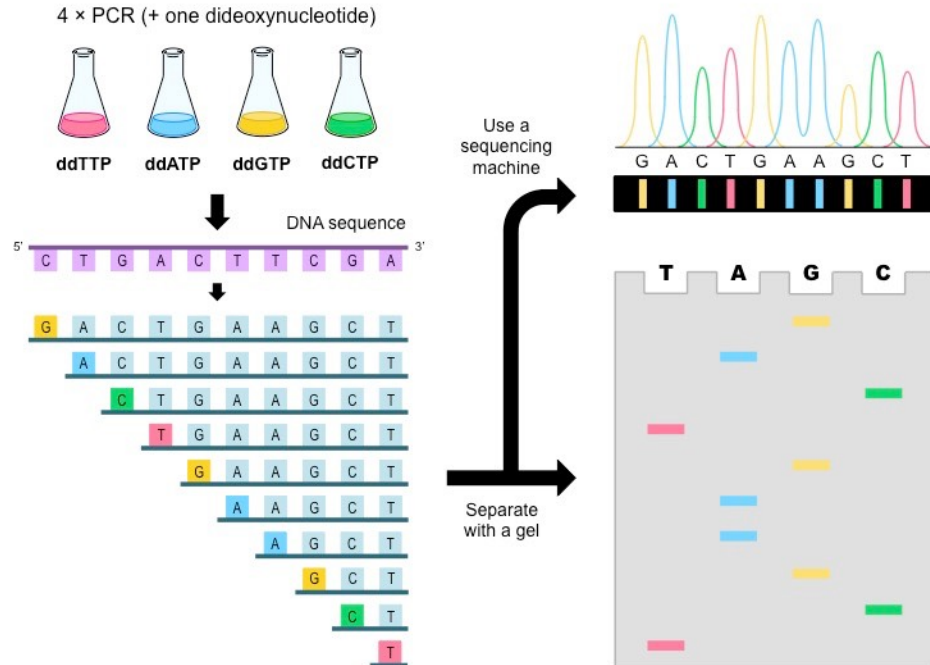 4 × PCR (+ one dideoxynucleotide)
ddTTP ddATP ddGTP ddCTP
DNA sequence
5' 3'
C T G A C T T C G A
G A C T G A A G C T
A C T G A A G C T
C T G A A G C T
T G A A G C T
G A A G C T
A A G C T
A G C T
G C T
C T
T
Use a
sequencing
machine
Separate
with a gel
G A C T G A A G C T
T A G C